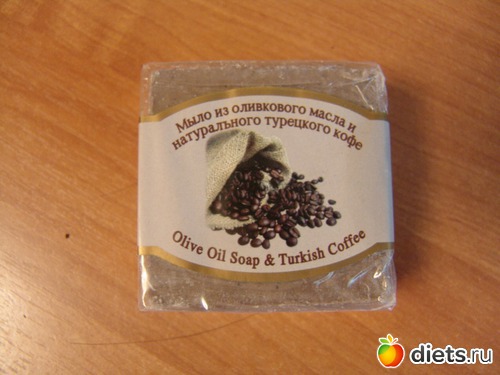 Мыло из оливкового масла и
натурального турецкого кофе
Olive Oil Soap & Turkish Coffee
diets.ru